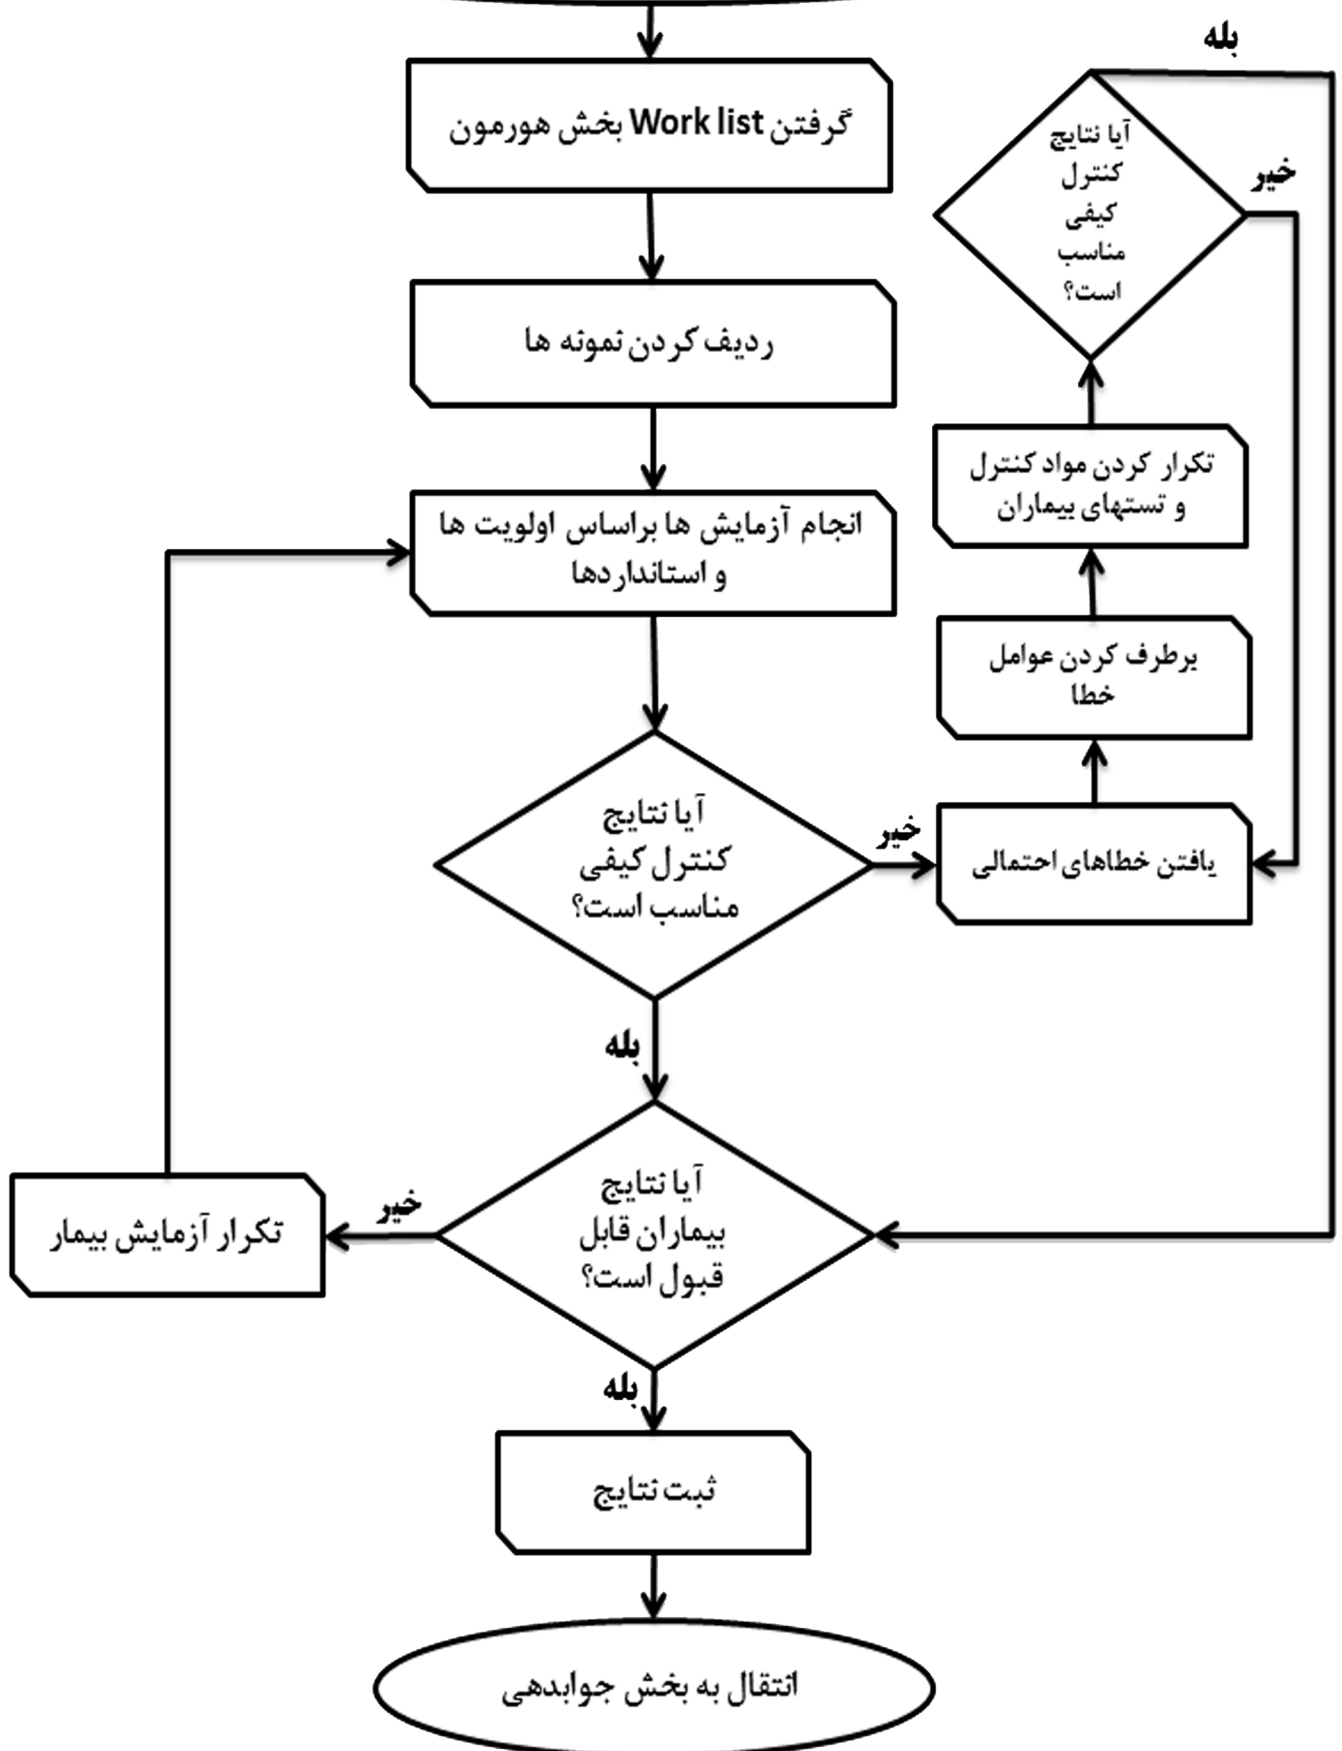 گرفتن Work list بخش هورمون
ردیف کردن نمونه ها
انجام آزمایش ها براساس اولویت ها
و استانداردها
آیا نتایج
کنترل کیفی
مناسب است؟
خیر
یافتن خطاهای احتمالی
برطرف کردن عوامل
خطا
تکرار کردن مواد کنترل
و تستهای بیماران
آیا نتایج
کنترل
کیفی
مناسب
است؟
خیر
بله
بله
آیا نتایج
بیماران قابل
قبول است؟
خیر
تکرار آزمایش بیمار
بله
ثبت نتایج
انتقال به بخش جوابدهی